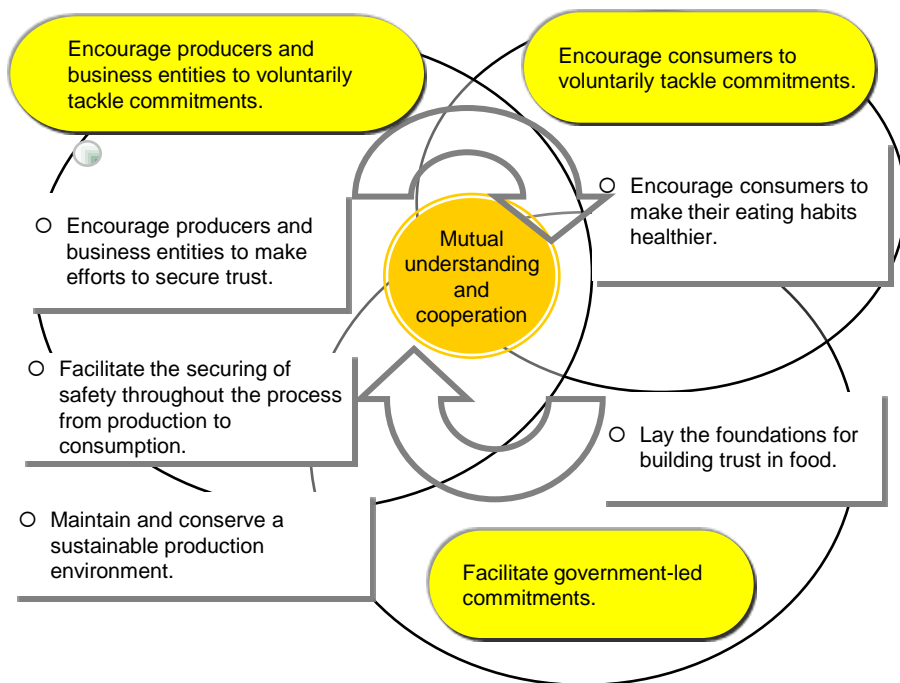 Encourage producers and
business entities to voluntarily
tackle commitments.
Encourage consumers to
voluntarily tackle commitments.
Encourage producers and
business entities to make
efforts to secure trust.
Mutual
understanding
and
cooperation
Encourage consumers to
make their eating habits
healthier.
Facilitate the securing of
safety throughout the process
from production to
consumption.
Lay the foundations for
building trust in food.
Maintain and conserve a
sustainable production
environment.
Facilitate government-led
commitments.